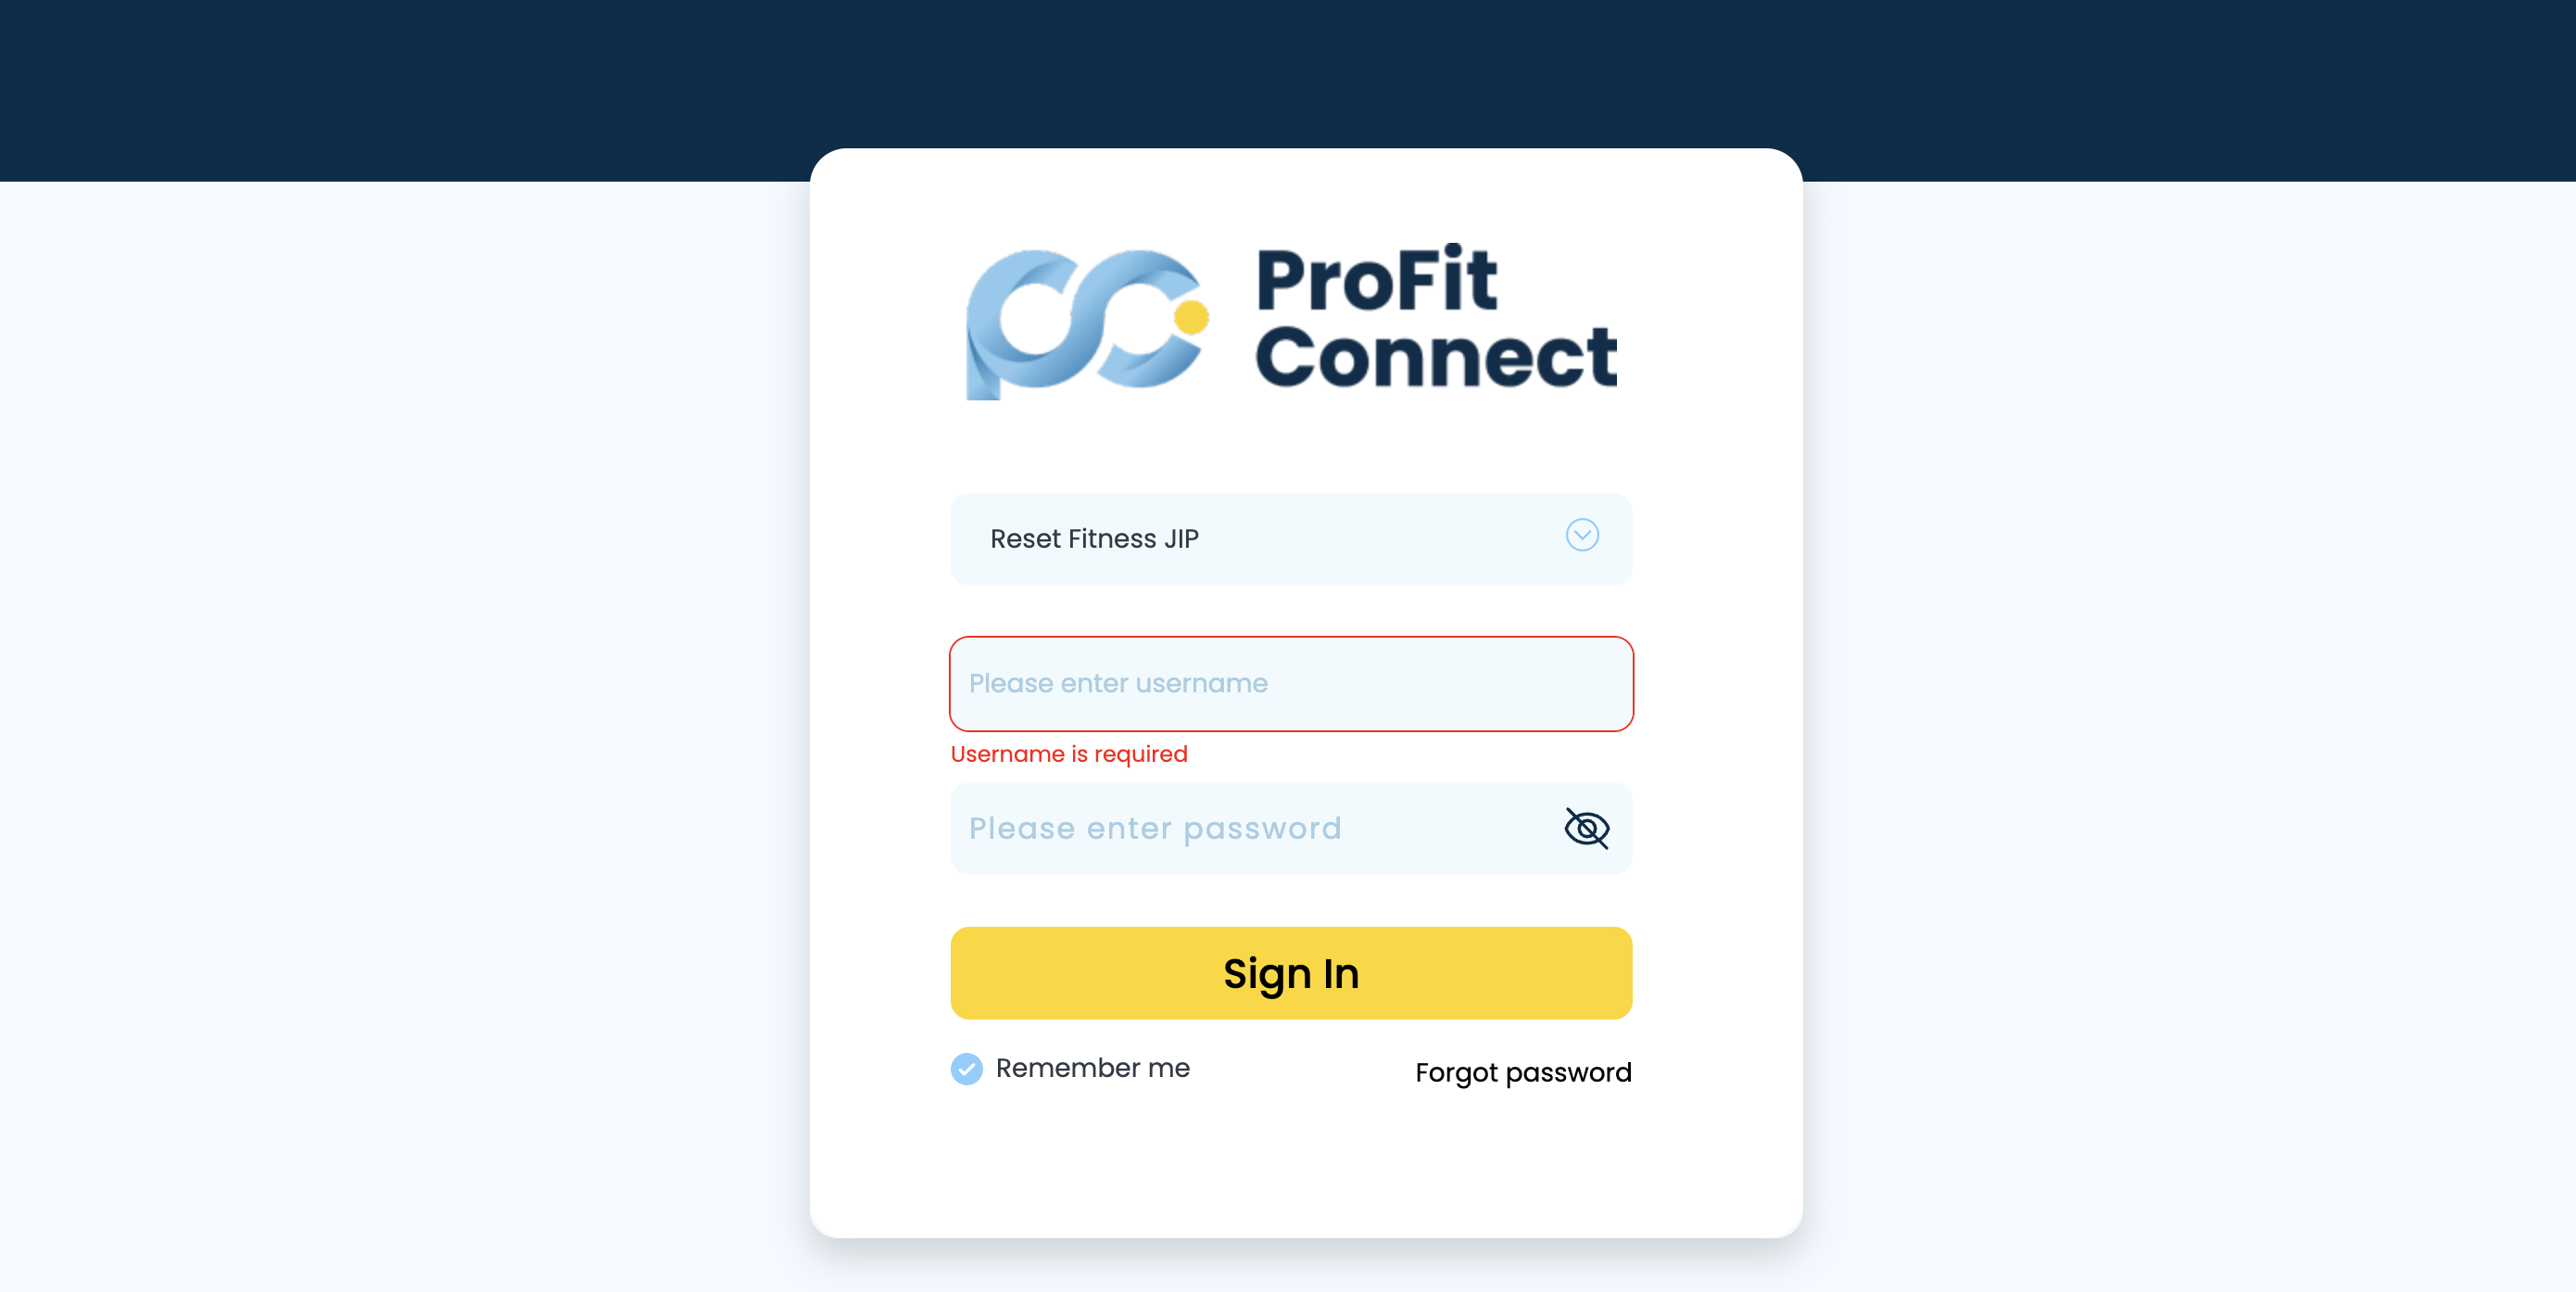 ProFit
Connect
Reset Fitness JIP
Please enter username
Username is required
Please enter password
Sign In
Remember me
Forgot password